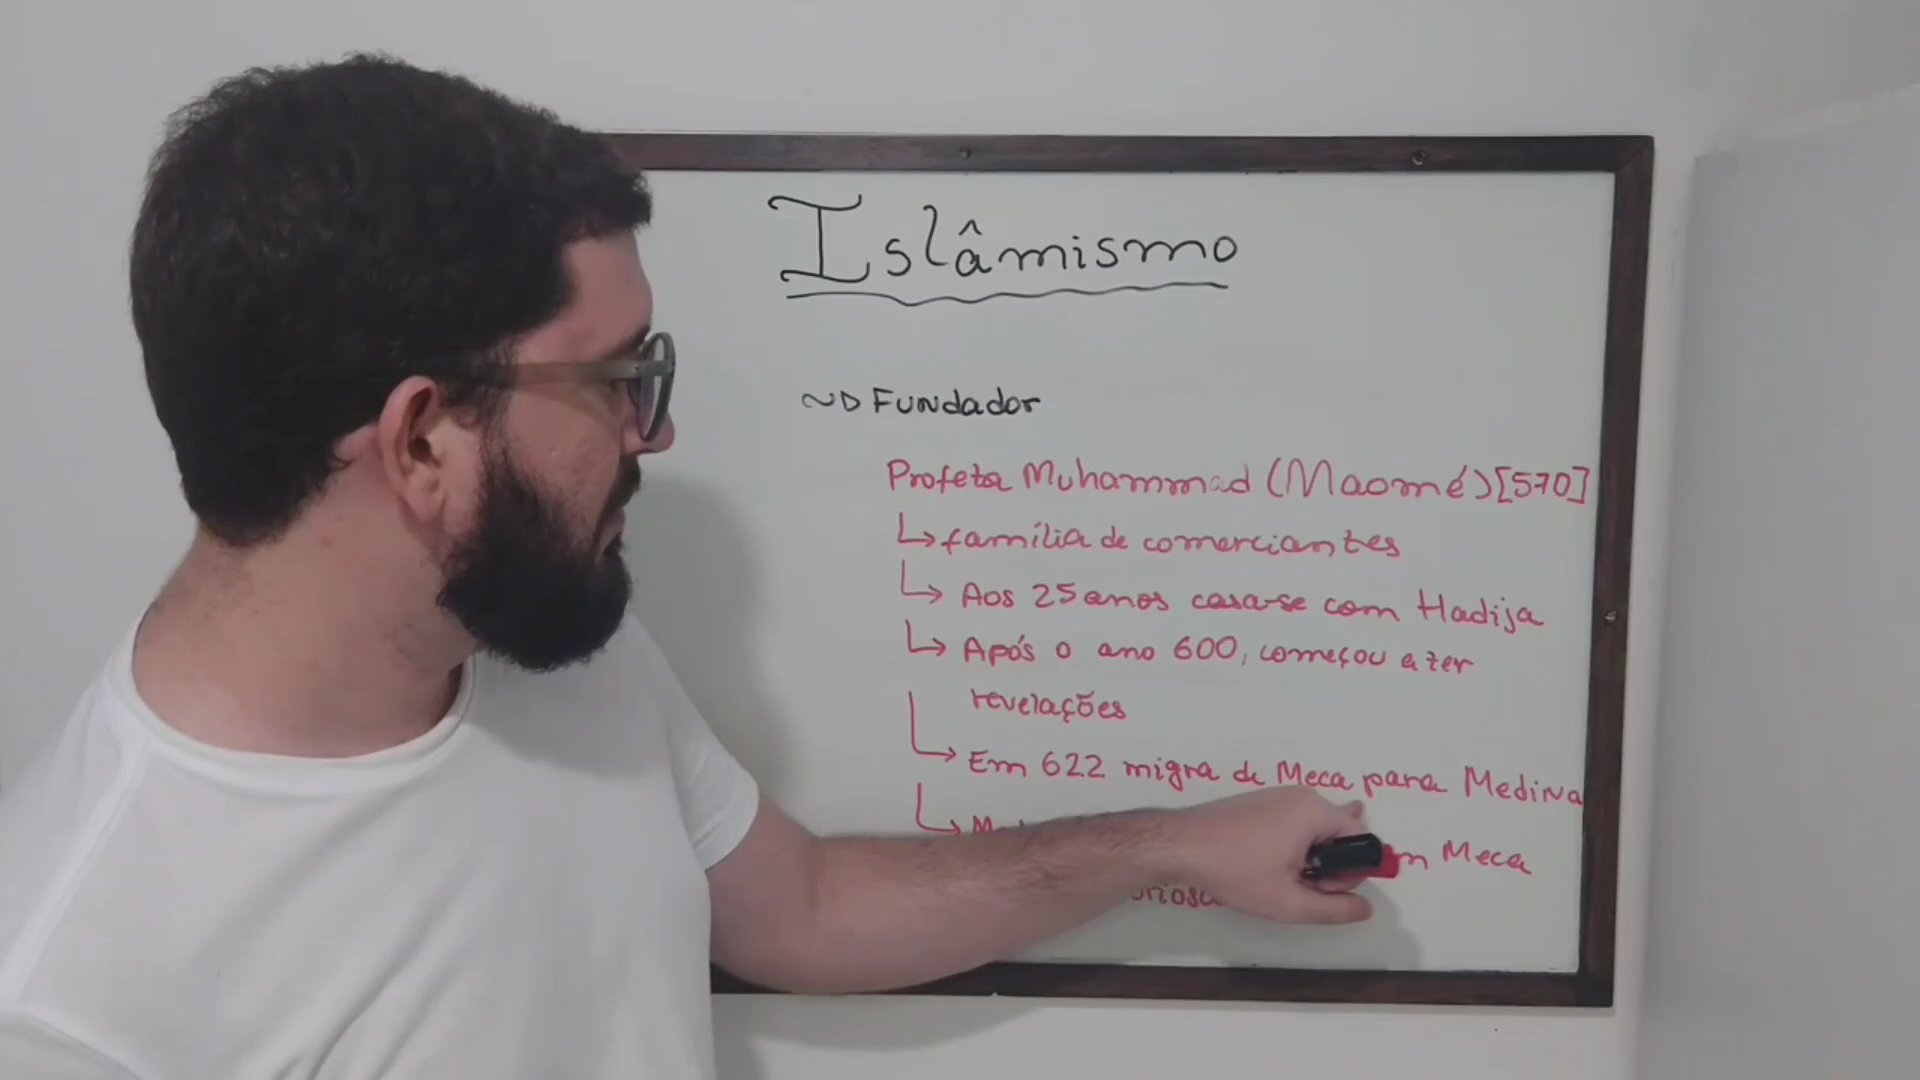 Islâmismo
~D Fundador
Profeta Muhammad (Maomé) [570]
↳ família de comerciantes
↳ Aos 25 anos casa-se com Hadija
↳ Após o ano 600, começou a ter
revelações
↳ Em 622 migra de Meca para Medina
Meca